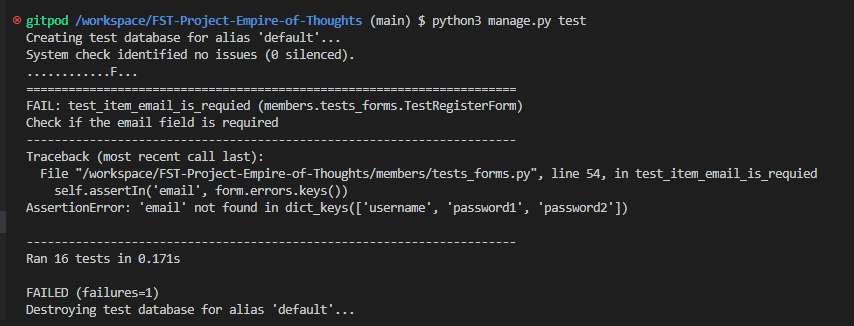 gitpod /workspace/FST-Project-Empire-of-Thoughts (main) $ python3 manage.py test
Creating test database for alias 'default'...
System check identified no issues (0 silenced).
............F...
======================================================================
FAIL: test_item_email_is_requied (members.tests_forms.TestRegisterForm)
Check if the email field is required
----------------------------------------------------------------------
Traceback (most recent call last):
  File "/workspace/FST-Project-Empire-of-Thoughts/members/tests_forms.py", line 54, in test_item_email_is_requied
    self.assertIn('email', form.errors.keys())
AssertionError: 'email' not found in dict_keys(['username', 'password1', 'password2'])

----------------------------------------------------------------------
Ran 16 tests in 0.171s

FAILED (failures=1)
Destroying test database for alias 'default'...